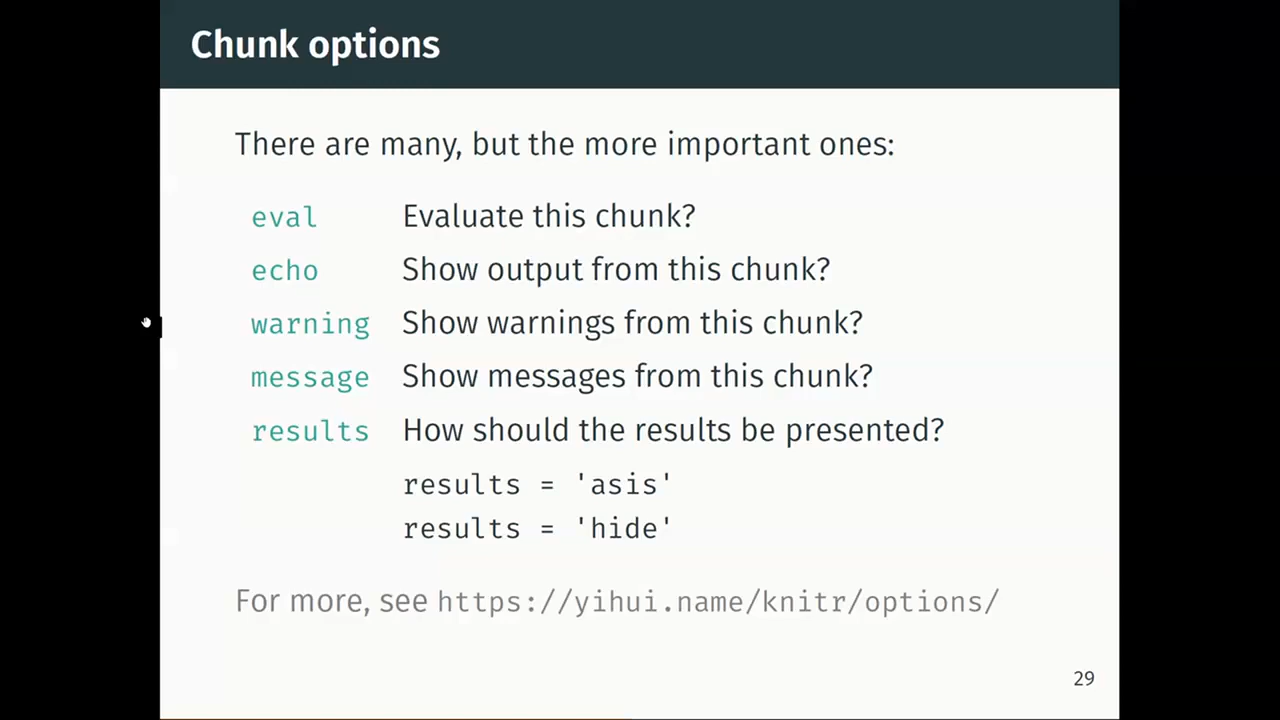 Chunk options
There are many, but the more important ones:
eval Evaluate this chunk?
echo Show output from this chunk?
warning Show warnings from this chunk?
message Show messages from this chunk?
results How should the results be presented?
results = 'asis'
results = 'hide'
For more, see https://yihui.name/knitr/options/
29